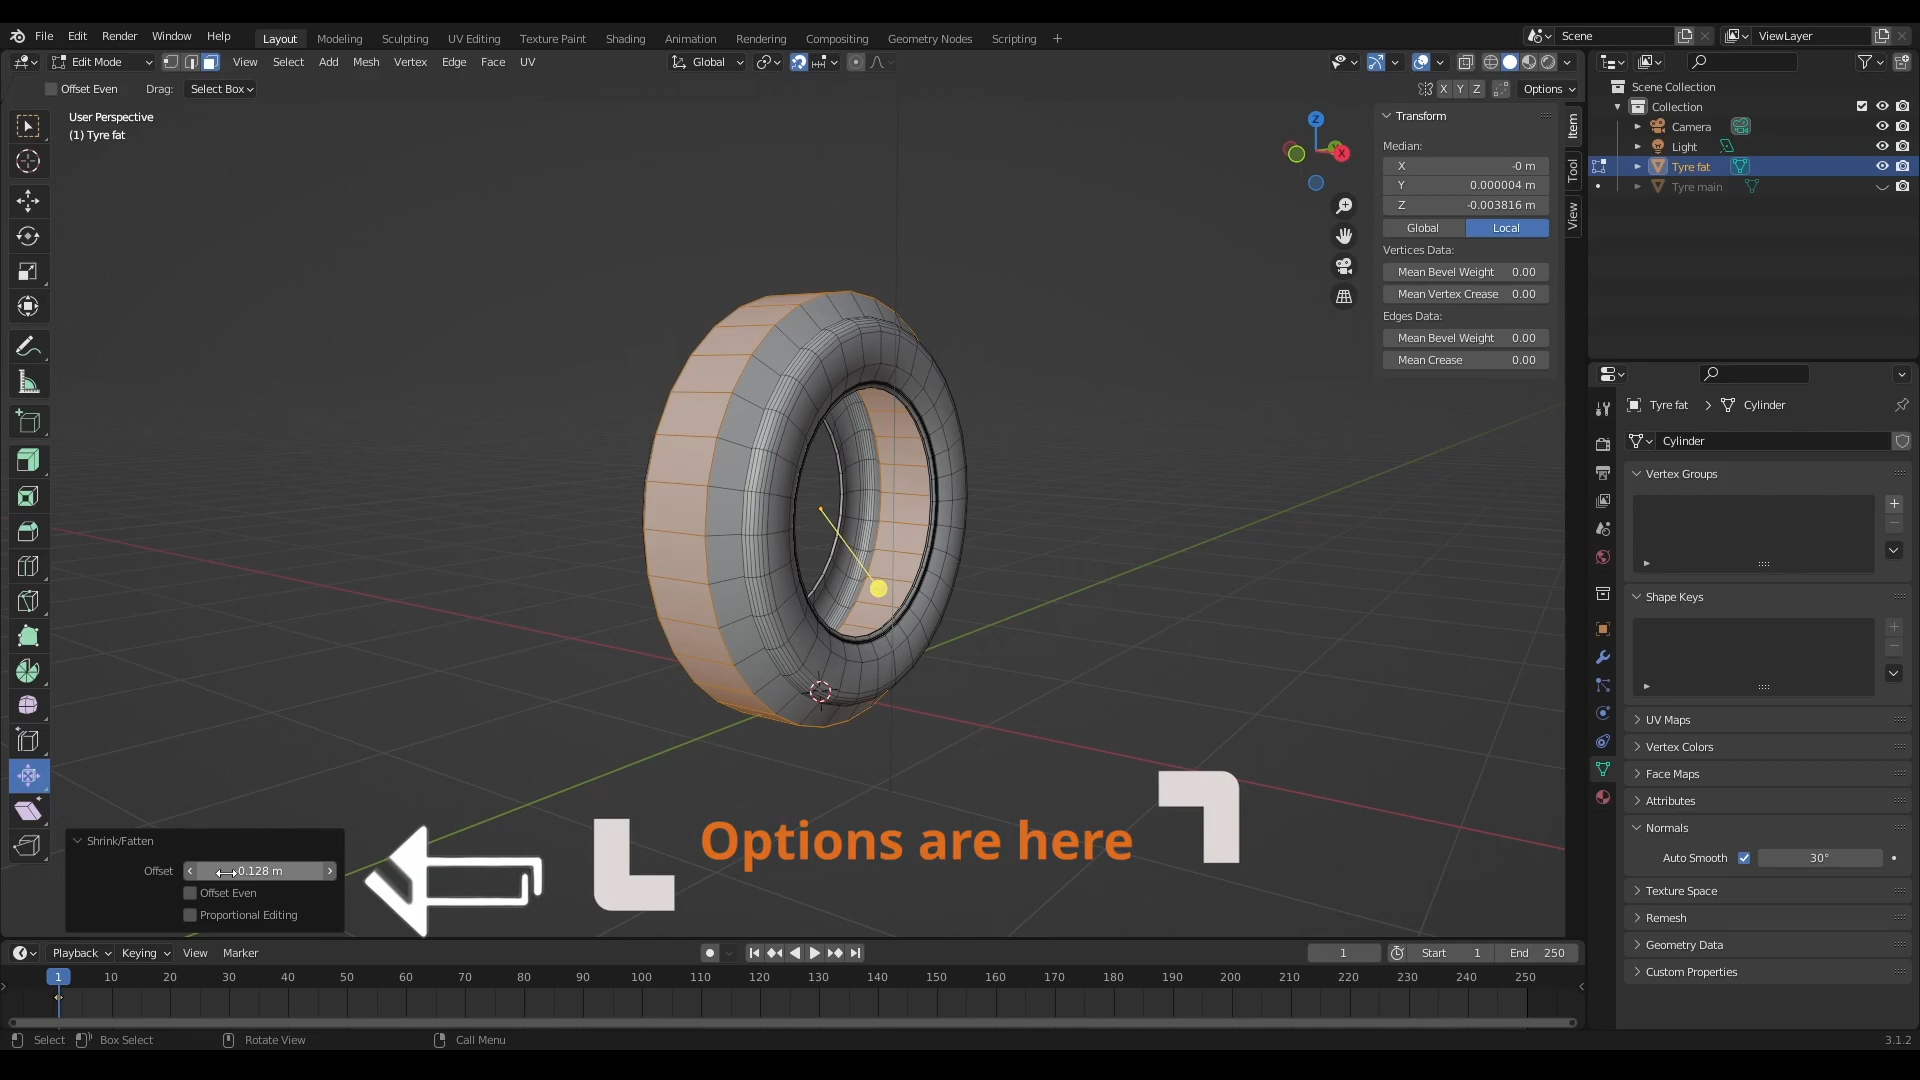 File Edit Render Window Help Layout Modeling Sculpting UV Editing Texture Paint Shading Animation Rendering Compositing Geometry Nodes Scripting + Scene ViewLayer
Edit Mode View Select Add Mesh Vertex Edge Face UV Global
Offset Even Drag: Select Box X Y Z Options
User Perspective
(1) Tyre fat
Z
X
Transform
Median:
X -0 m
Y 0.000004 m
Z -0.003816 m
Global Local
Vertices Data:
Mean Bevel Weight 0.00
Mean Vertex Crease 0.00
Edges Data:
Mean Bevel Weight 0.00
Mean Crease 0.00
Item
Tool
View
Scene Collection
Collection
Camera
Light
Tyre fat
Tyre main
Tyre fat > Cylinder
Cylinder
Vertex Groups
Shape Keys
UV Maps
Vertex Colors
Face Maps
Attributes
Normals
Auto Smooth 30°
Texture Space
Remesh
Geometry Data
Custom Properties
Shrink/Fatten
Offset 0.128 m
Offset Even
Proportional Editing
Options are here
Playback Keying View Marker 1 Start 1 End 250
1 10 20 30 40 50 60 70 80 90 100 110 120 130 140 150 160 170 180 190 200 210 220 230 240 250
Select Box Select Rotate View Call Menu 3.1.2